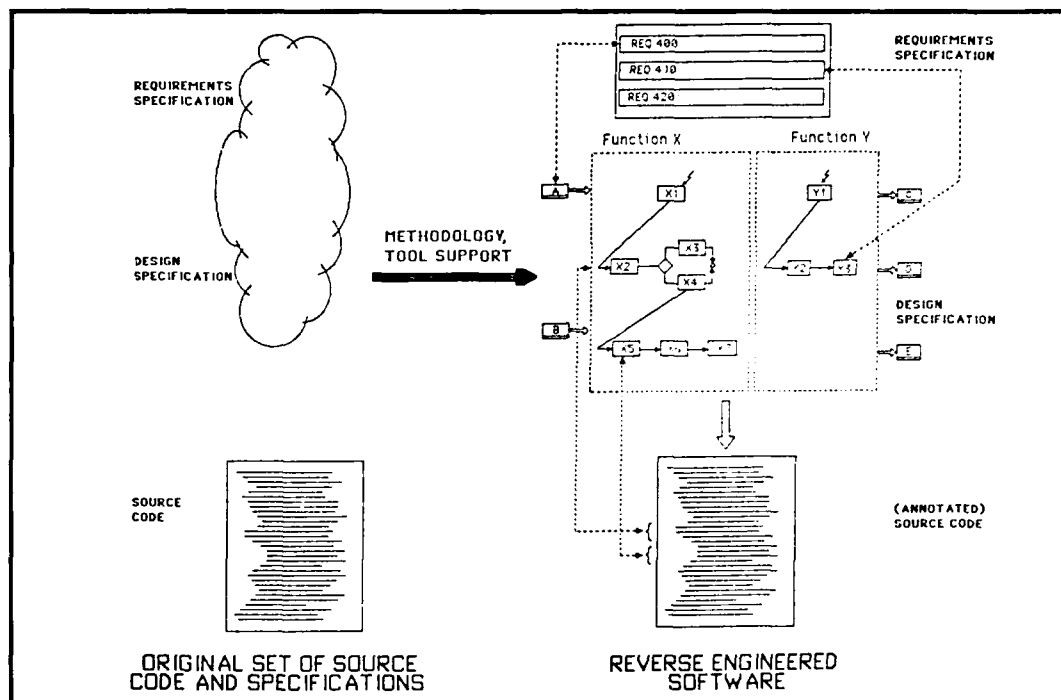 REQUIREMENTS
SPECIFICATION
DESIGN
SPECIFICATION
SOURCE
CODE
ORIGINAL SET OF SOURCE
CODE AND SPECIFICATIONS
METHODOLOGY,
TOOL SUPPORT
REQ 400
REQ 410
REQ 420
REQUIREMENTS
SPECIFICATION
Function X
Function Y
A
B
X1
X2
X3
X4
X5
Y1
Y2
Y3
C
D
E
DESIGN
SPECIFICATION
(ANNOTATED)
SOURCE CODE
REVERSE ENGINEERED
SOFTWARE